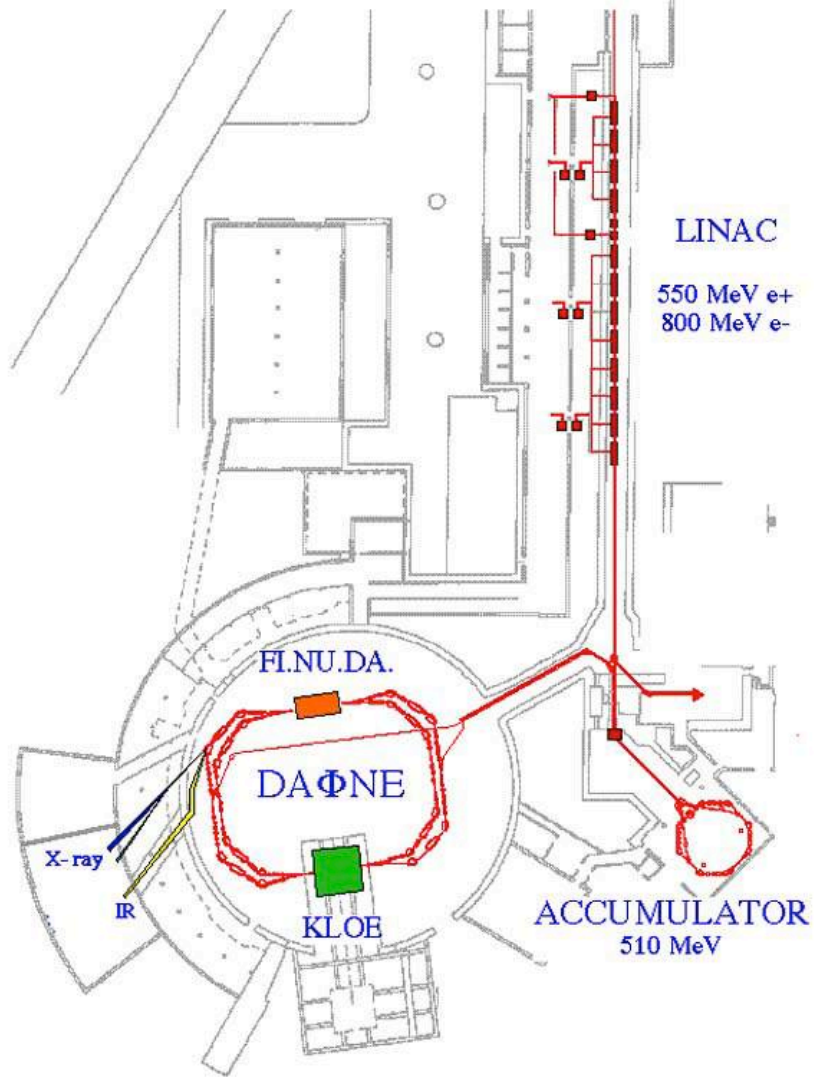 LINAC
550 MeV e+
800 MeV e-
FI.NU.DA.
DAΦNE
X-ray
IR
KLOE
ACCUMULATOR
510 MeV